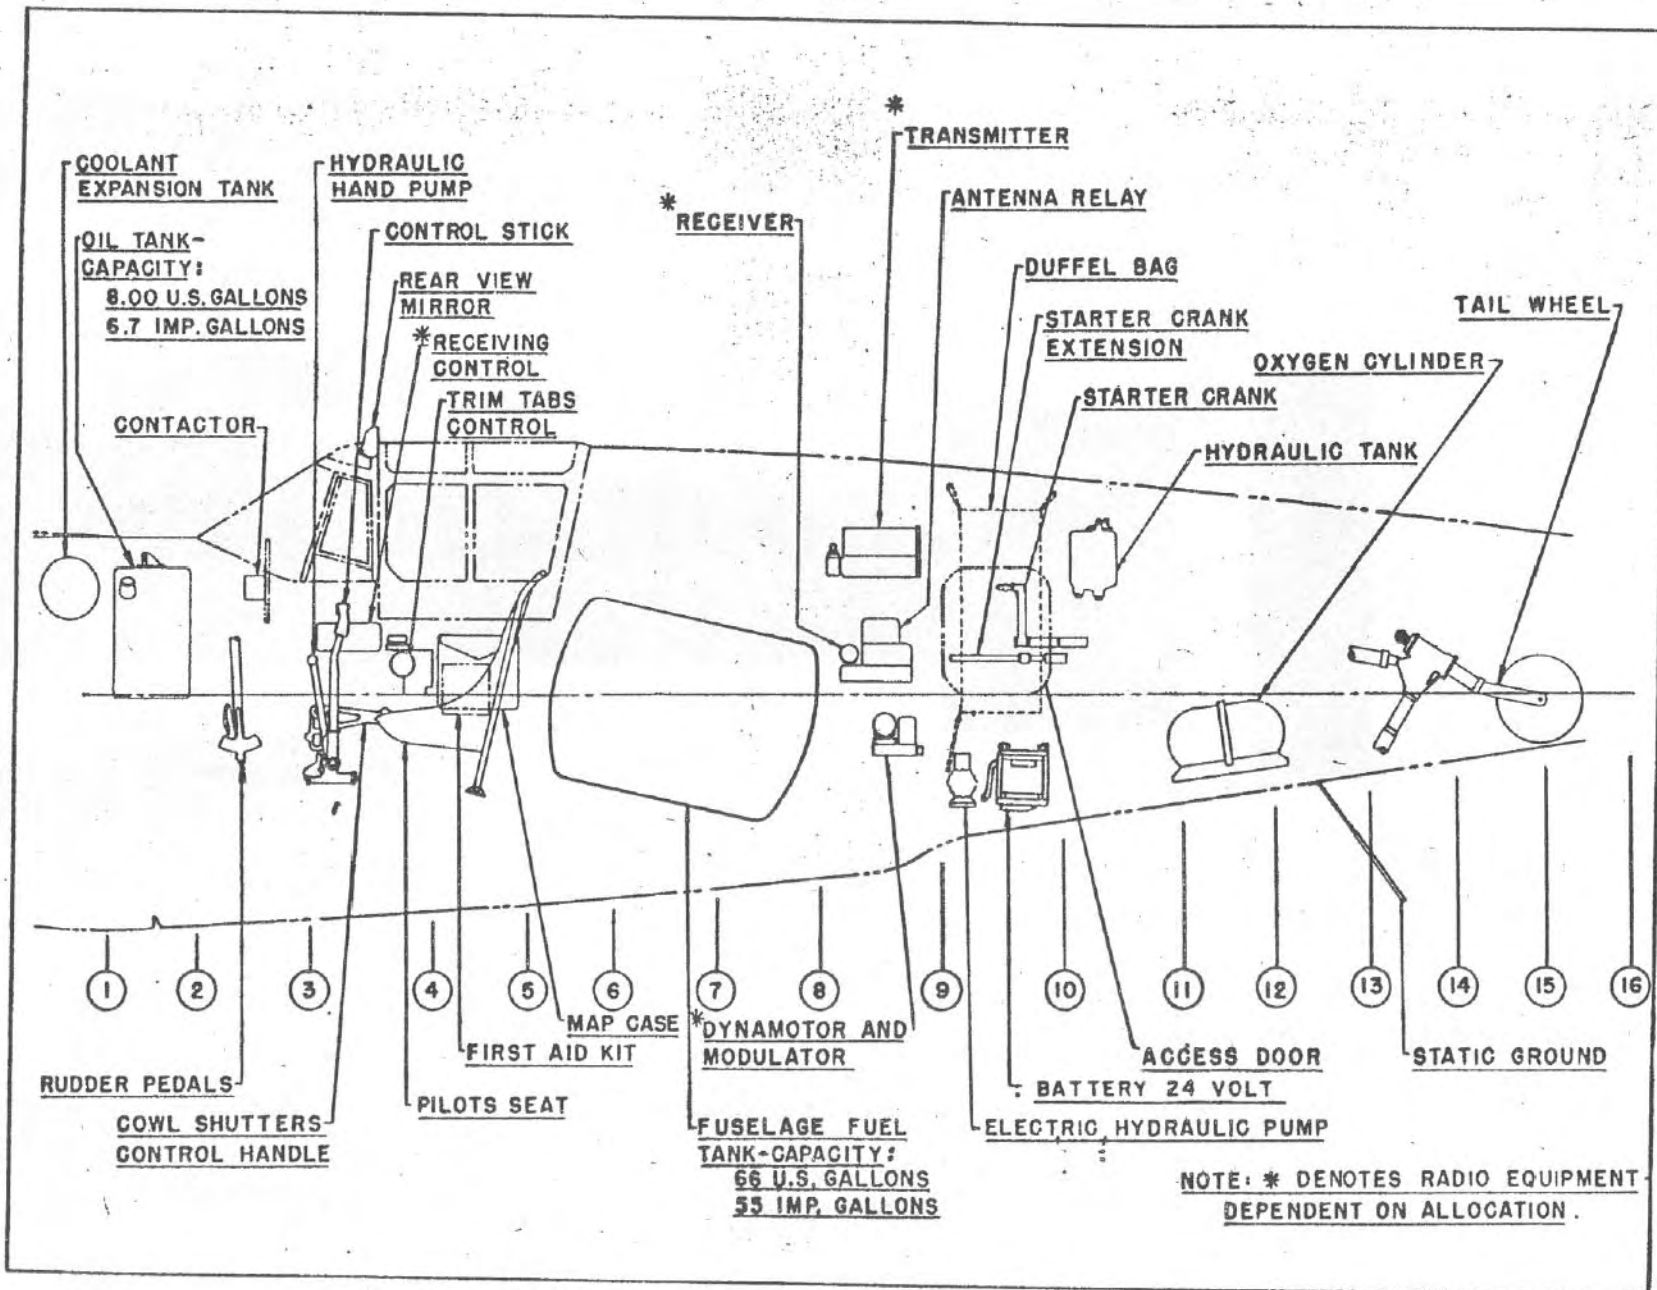 *
TRANSMITTER
COOLANT
EXPANSION TANK
HYDRAULIC
HAND PUMP
*
RECEIVER
ANTENNA RELAY
OIL TANK-
CAPACITY:
8.00 U.S. GALLONS
6.7 IMP. GALLONS
CONTROL STICK
REAR VIEW
MIRROR
* RECEIVING
CONTROL
TRIM TABS
CONTROL
CONTACTOR
DUFFEL BAG
STARTER CRANK
EXTENSION
STARTER CRANK
TAIL WHEEL
OXYGEN CYLINDER
HYDRAULIC TANK
1 2 3 4 5 6 7 8 9 10 11 12 13 14 15 16
MAP CASE
FIRST AID KIT
* DYNAMOTOR AND
MODULATOR
ACCESS DOOR
STATIC GROUND
RUDDER PEDALS
PILOTS SEAT
: BATTERY 24 VOLT
COWL SHUTTERS
CONTROL HANDLE
FUSELAGE FUEL
TANK-CAPACITY:
66 U.S. GALLONS
55 IMP. GALLONS
ELECTRIC HYDRAULIC PUMP
NOTE: * DENOTES RADIO EQUIPMENT
DEPENDENT ON ALLOCATION.